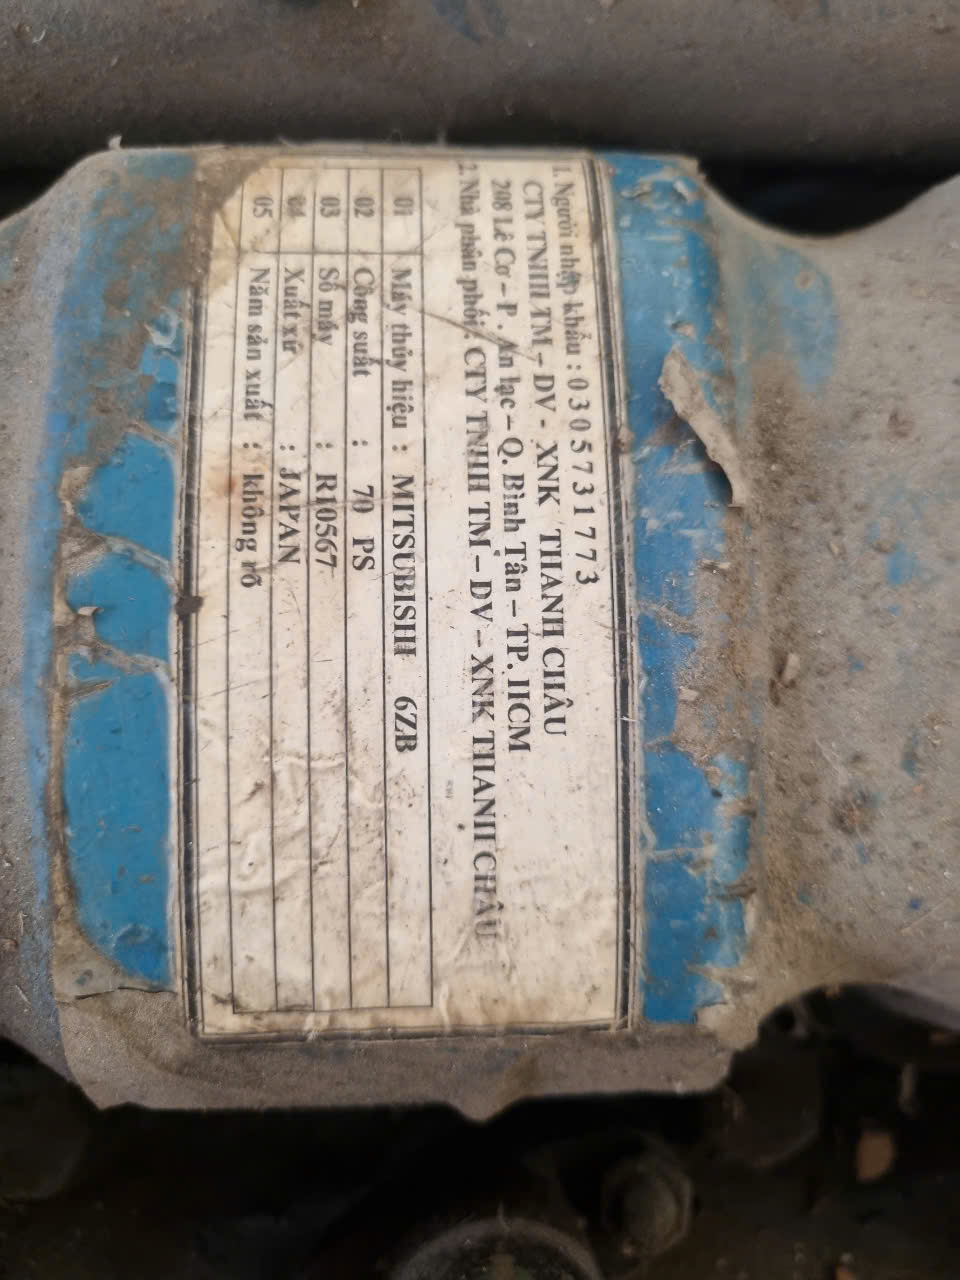 1. Người nhập khẩu : 0305731773
CTY TNHH TM – DV - XNK THANH CHÂU
208 Lê Cơ – P . An lạc – Q. Bình Tân – TP. HCM
2. Nhà phân phối : CTY TNHH TM – DV – XNK THANH CHÂU
01 Máy thủy hiệu : MITSUBISHI 6ZB
02 Công suất : 70 PS
03 Số máy : R10567
04 Xuất xứ : JAPAN
05 Năm sản xuất : không rõ